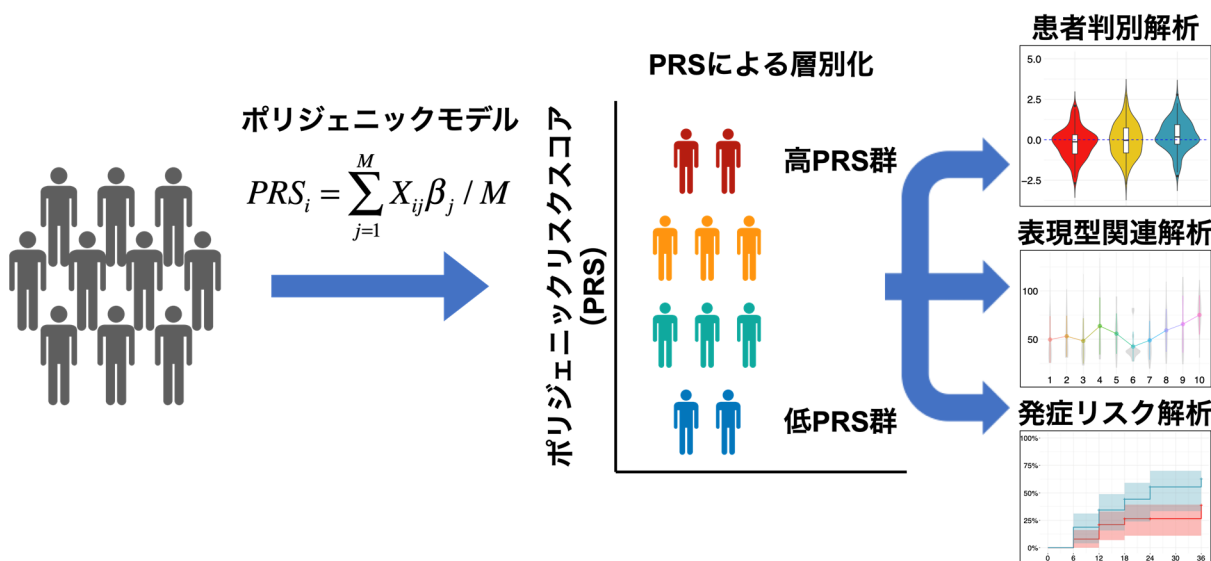 ポリジェニックモデル
PRS_i = \sum_{j=1}^{M} X_{ij} β_j / M
ポリジェニックリスクスコア
(PRS)
PRSによる層別化
高PRS群
低PRS群
患者判別解析
5.0
2.5
0.0
−2.5
表現型関連解析
100
50
1 2 3 4 5 6 7 8 9 10
発症リスク解析
100%
75%
50%
25%
0%
0 6 12 18 24 30 36